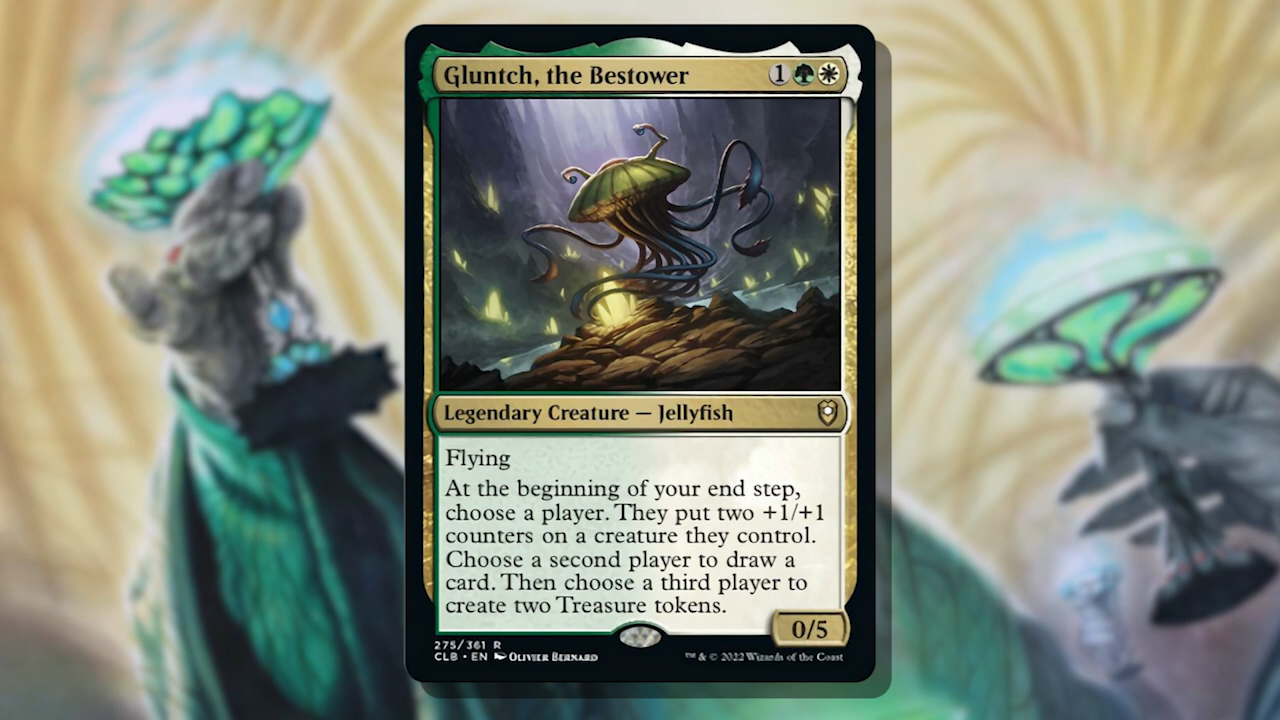 Gluntch, the Bestower 1
Legendary Creature — Jellyfish
Flying
At the beginning of your end step,
choose a player. They put two +1/+1
counters on a creature they control.
Choose a second player to draw a
card. Then choose a third player to
create two Treasure tokens.
0/5
275/361 R
CLB • EN Olivier Bernard
™ & © 2022 Wizards of the Coast